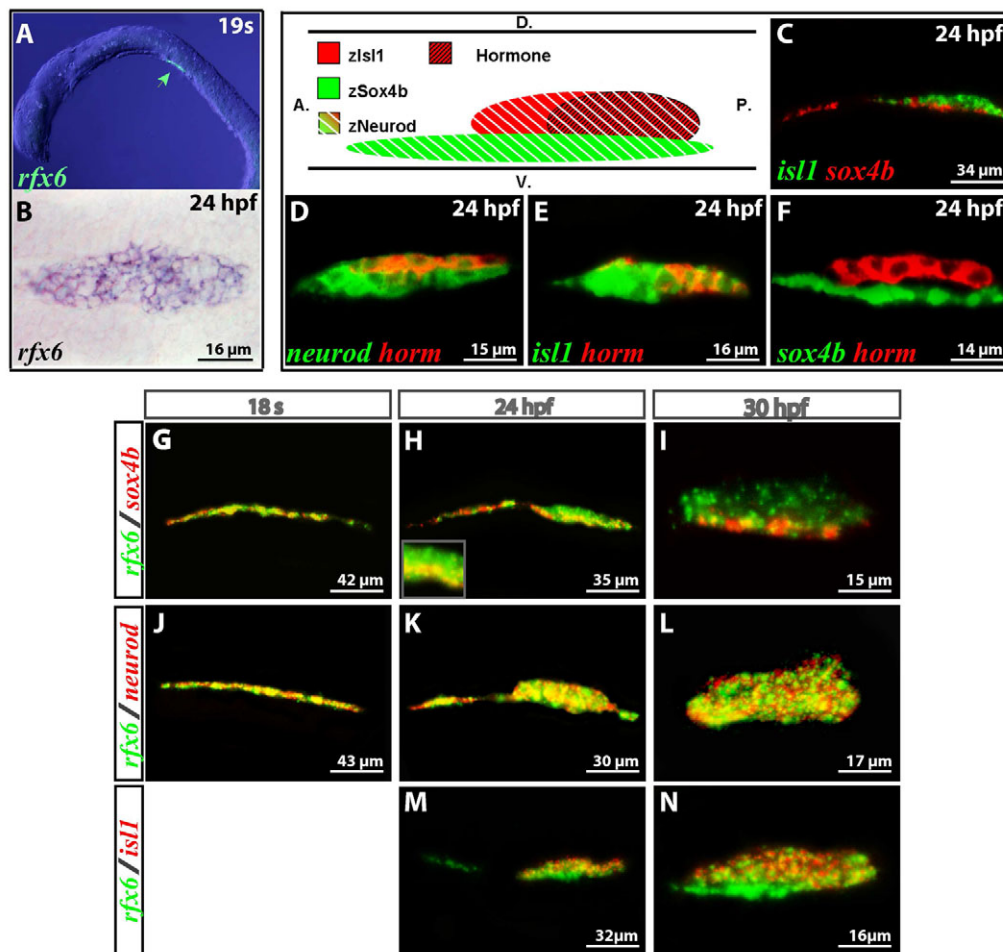 A
19s
rfx6
B
24 hpf
rfx6
16 µm
D.
zIsl1
Hormone
zSox4b
A.
P.
zNeurod
V.
C
24 hpf
isl1 sox4b
34 µm
D
24 hpf
neurod horm
15 µm
E
24 hpf
isl1 horm
16 µm
F
24 hpf
sox4b horm
14 µm
18 s
24 hpf
30 hpf
rfx6 / sox4b
G
42 µm
H
35 µm
I
15 µm
rfx6 / neurod
J
43 µm
K
30 µm
L
17 µm
rfx6 / isl1
M
32µm
N
16µm